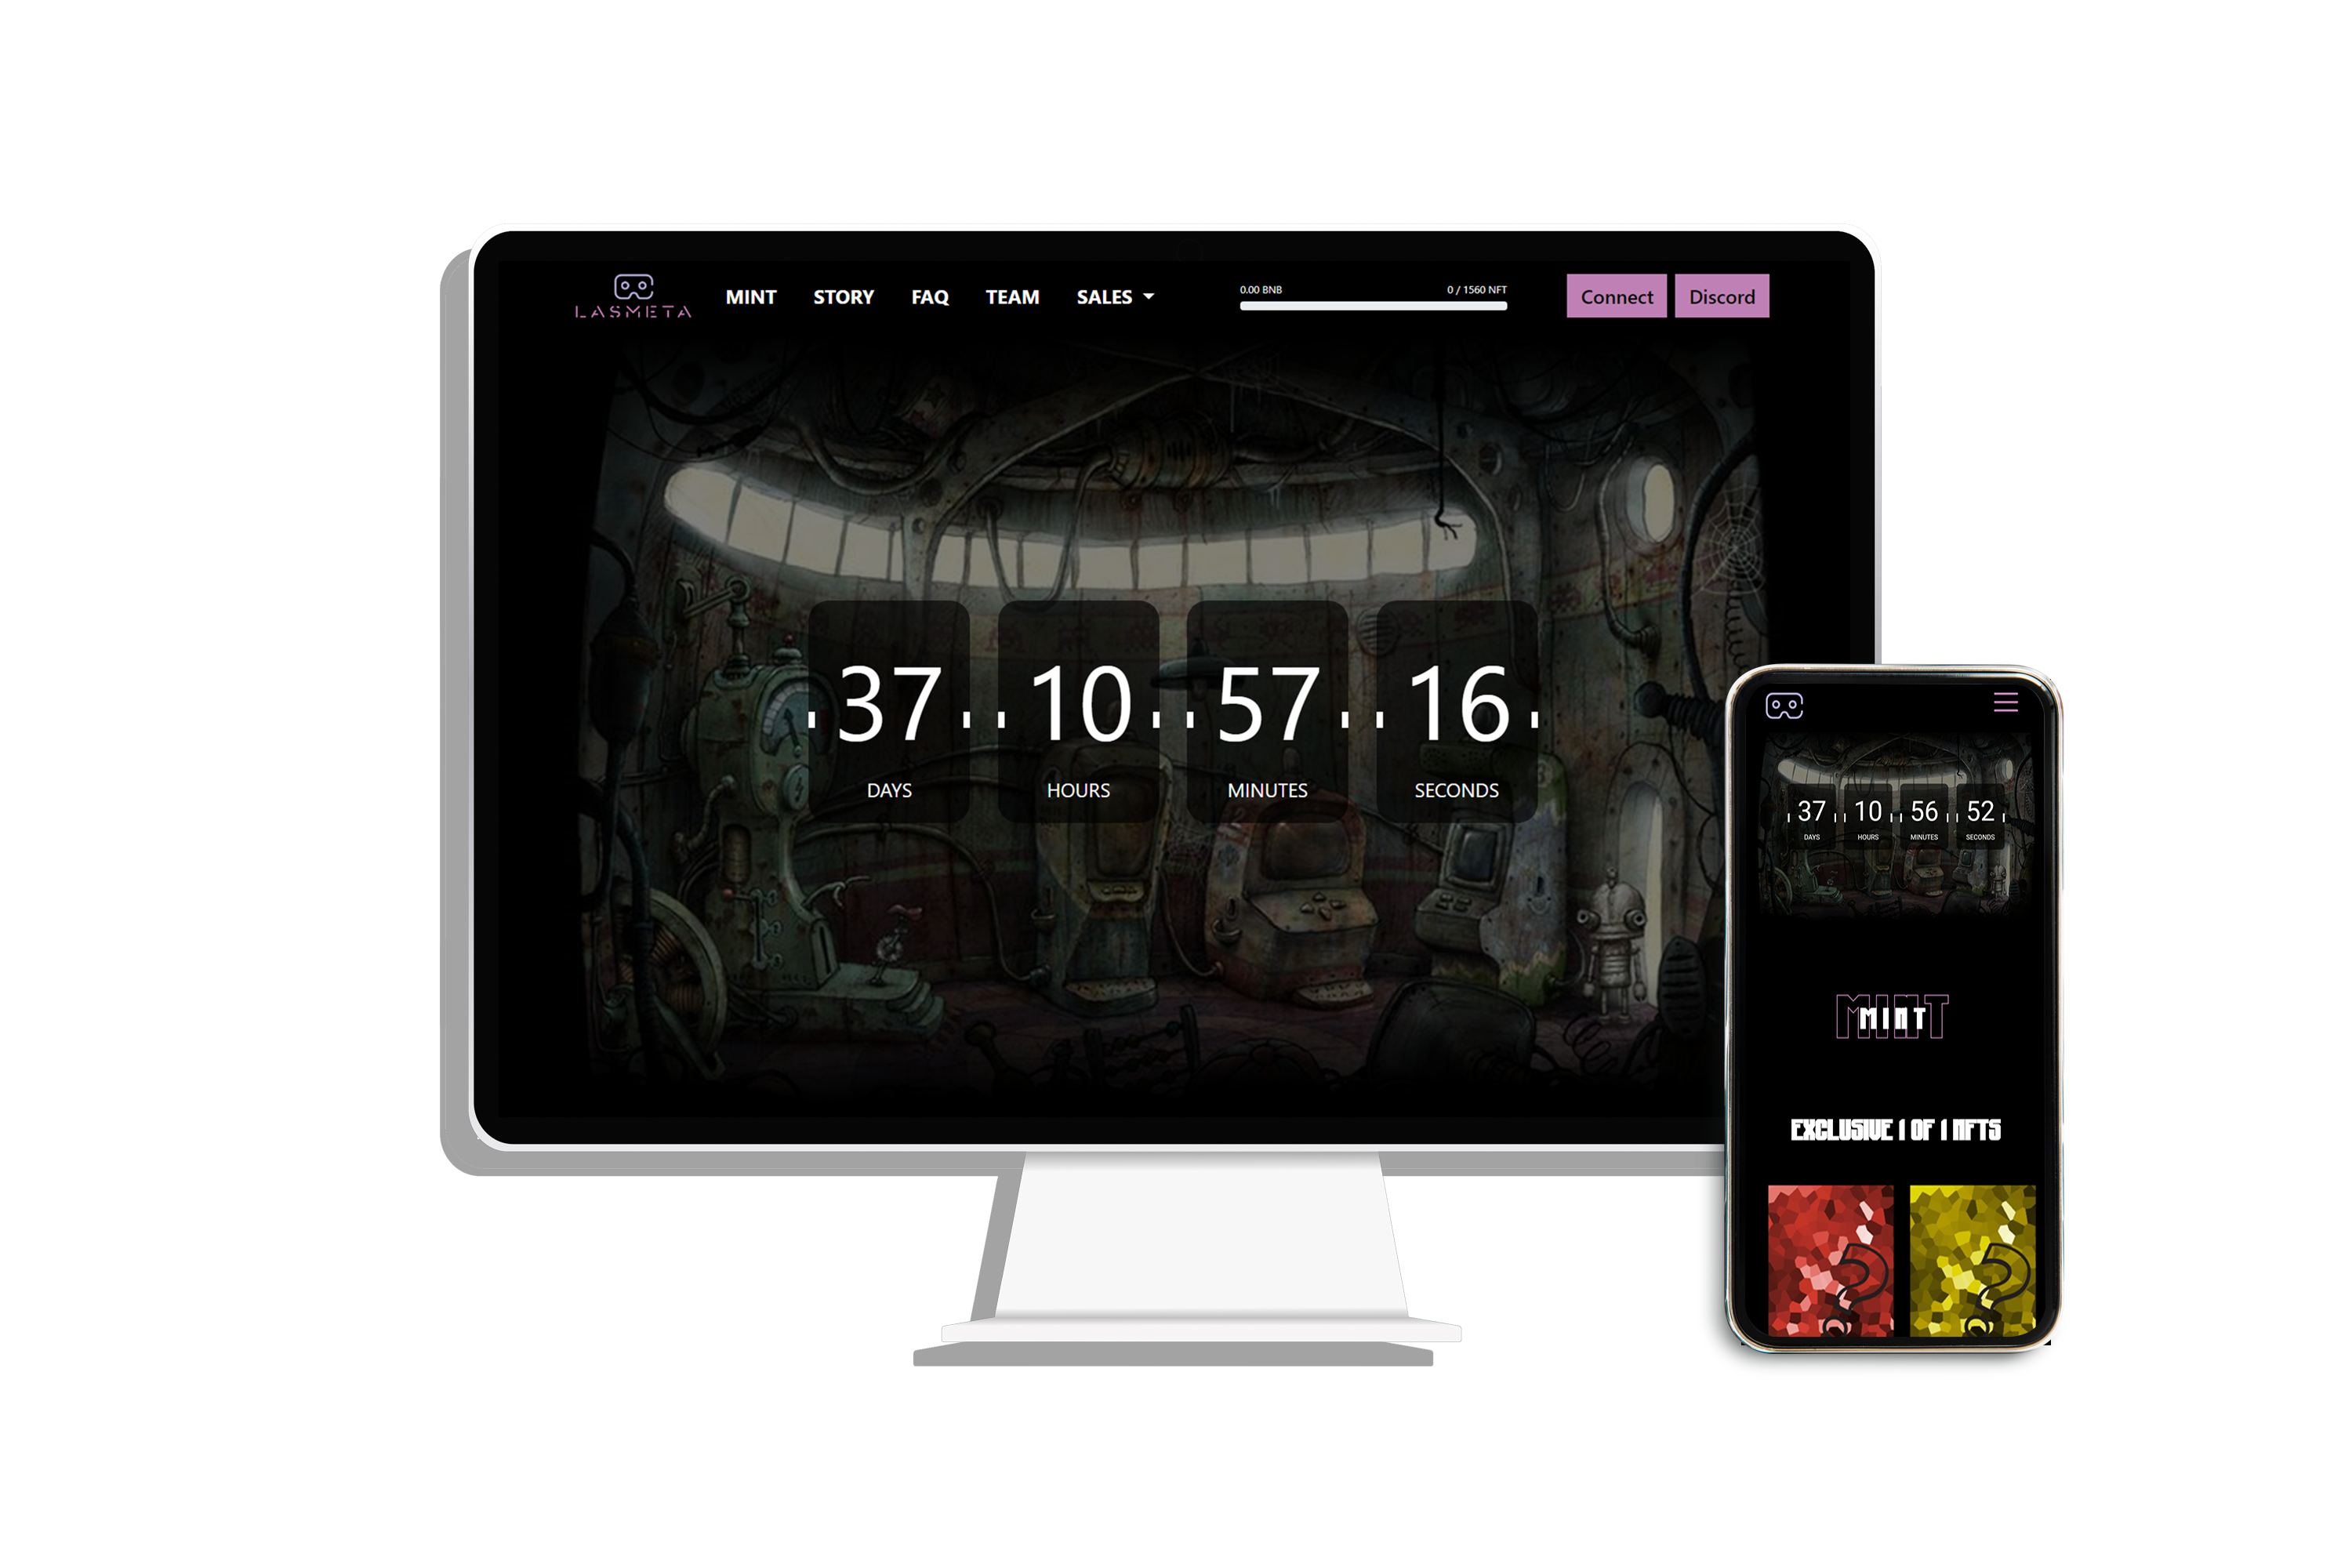 LASMETA
MINT STORY FAQ TEAM SALES
0.00 BNB 0 / 1560 NFT
Connect Discord
37 10 57 16
DAYS HOURS MINUTES SECONDS
37 10 56 52
DAYS HOURS MINUTES SECONDS
MINT
MINT
EXCLUSIVE 1 OF 1 NFTS
?
?